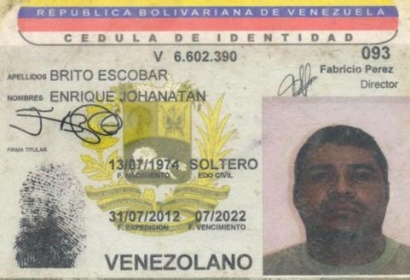 REPUBLICA BOLIVARIANA DE VENEZUELA
CEDULA DE IDENTIDAD
V 6.602.390 093
APELLIDOS BRITO ESCOBAR Fabricio Perez
Director
NOMBRES ENRIQUE JOHANATAN
FIRMA TITULAR
13/07/1974 SOLTERO
F. NACIMIENTO EDO CIVIL
31/07/2012 07/2022
F. EXPEDICION F. VENCIMIENTO
VENEZOLANO